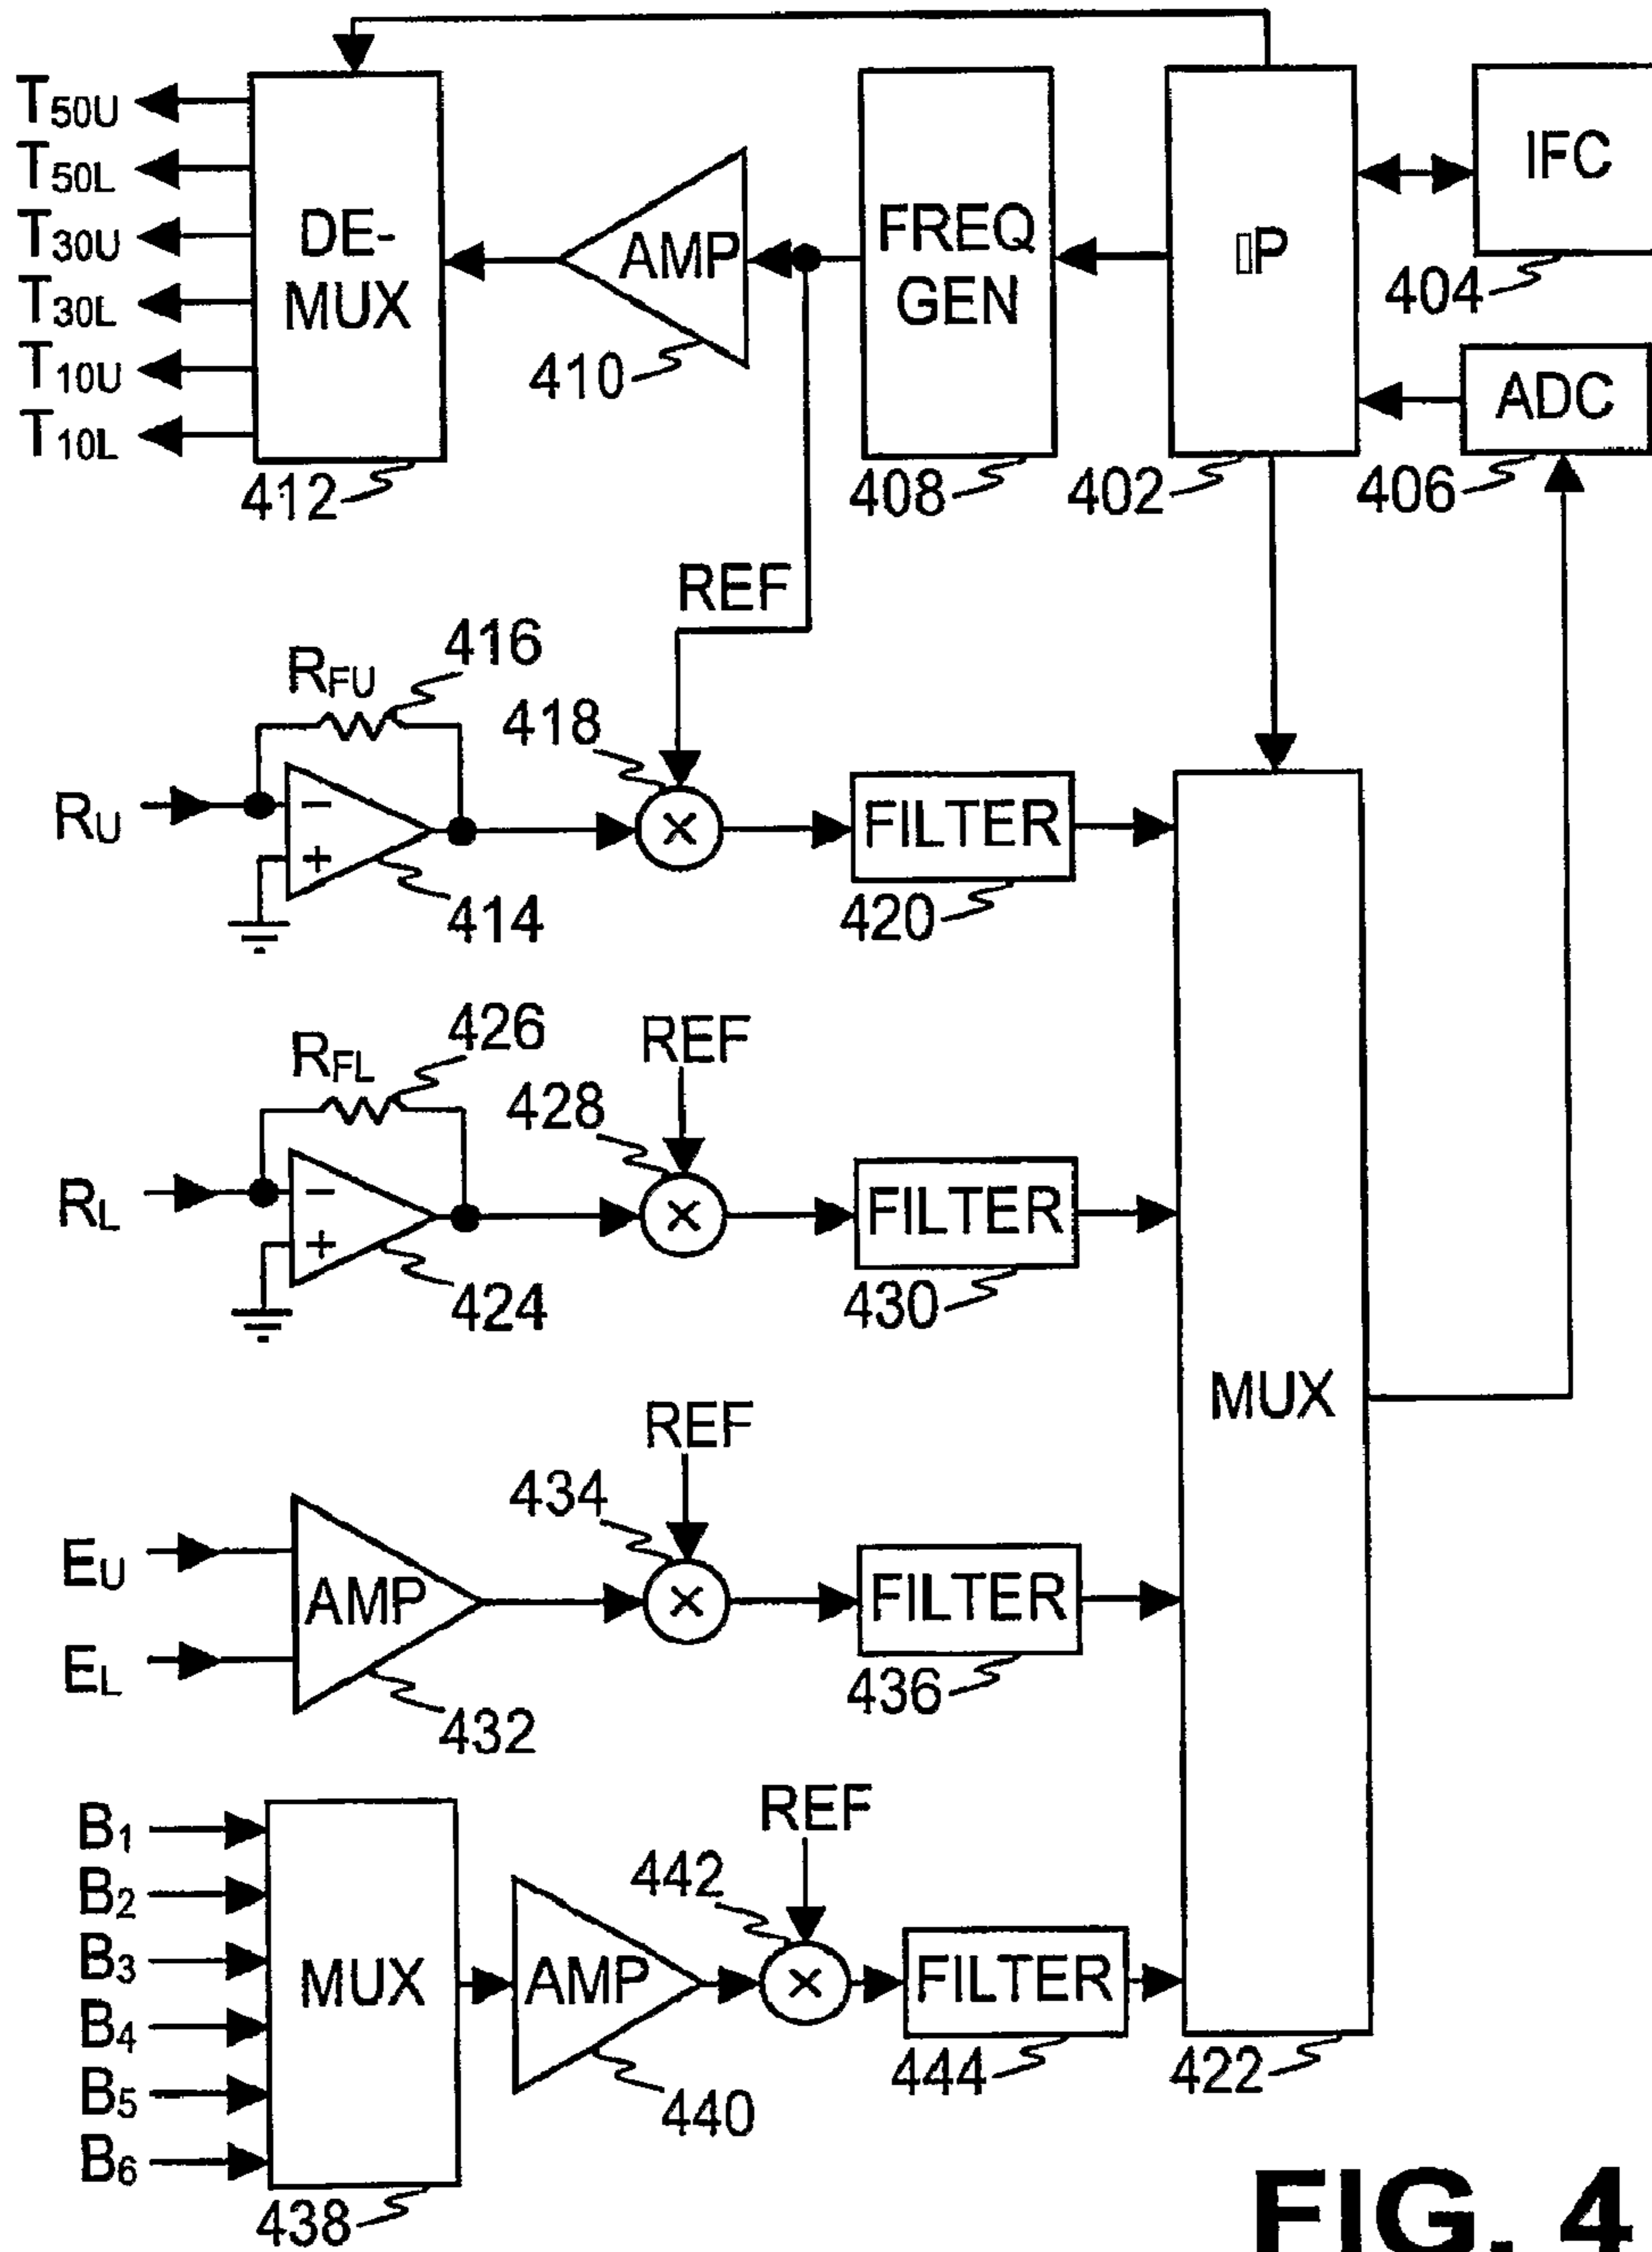 T50U
T50L
T30U
T30L
T10U
T10L
DE-
MUX
412
AMP
410
FREQ
GEN
408
▯P
402
IFC
404
ADC
406
REF
RFU
416
418
RU
−
+
414
×
FILTER
420
RFL
426
REF
428
RL
−
+
424
×
FILTER
430
MUX
422
REF
434
EU
EL
AMP
432
×
FILTER
436
B1
B2
B3
B4
B5
B6
MUX
438
AMP
440
REF
442
×
FILTER
444
FIG. 4